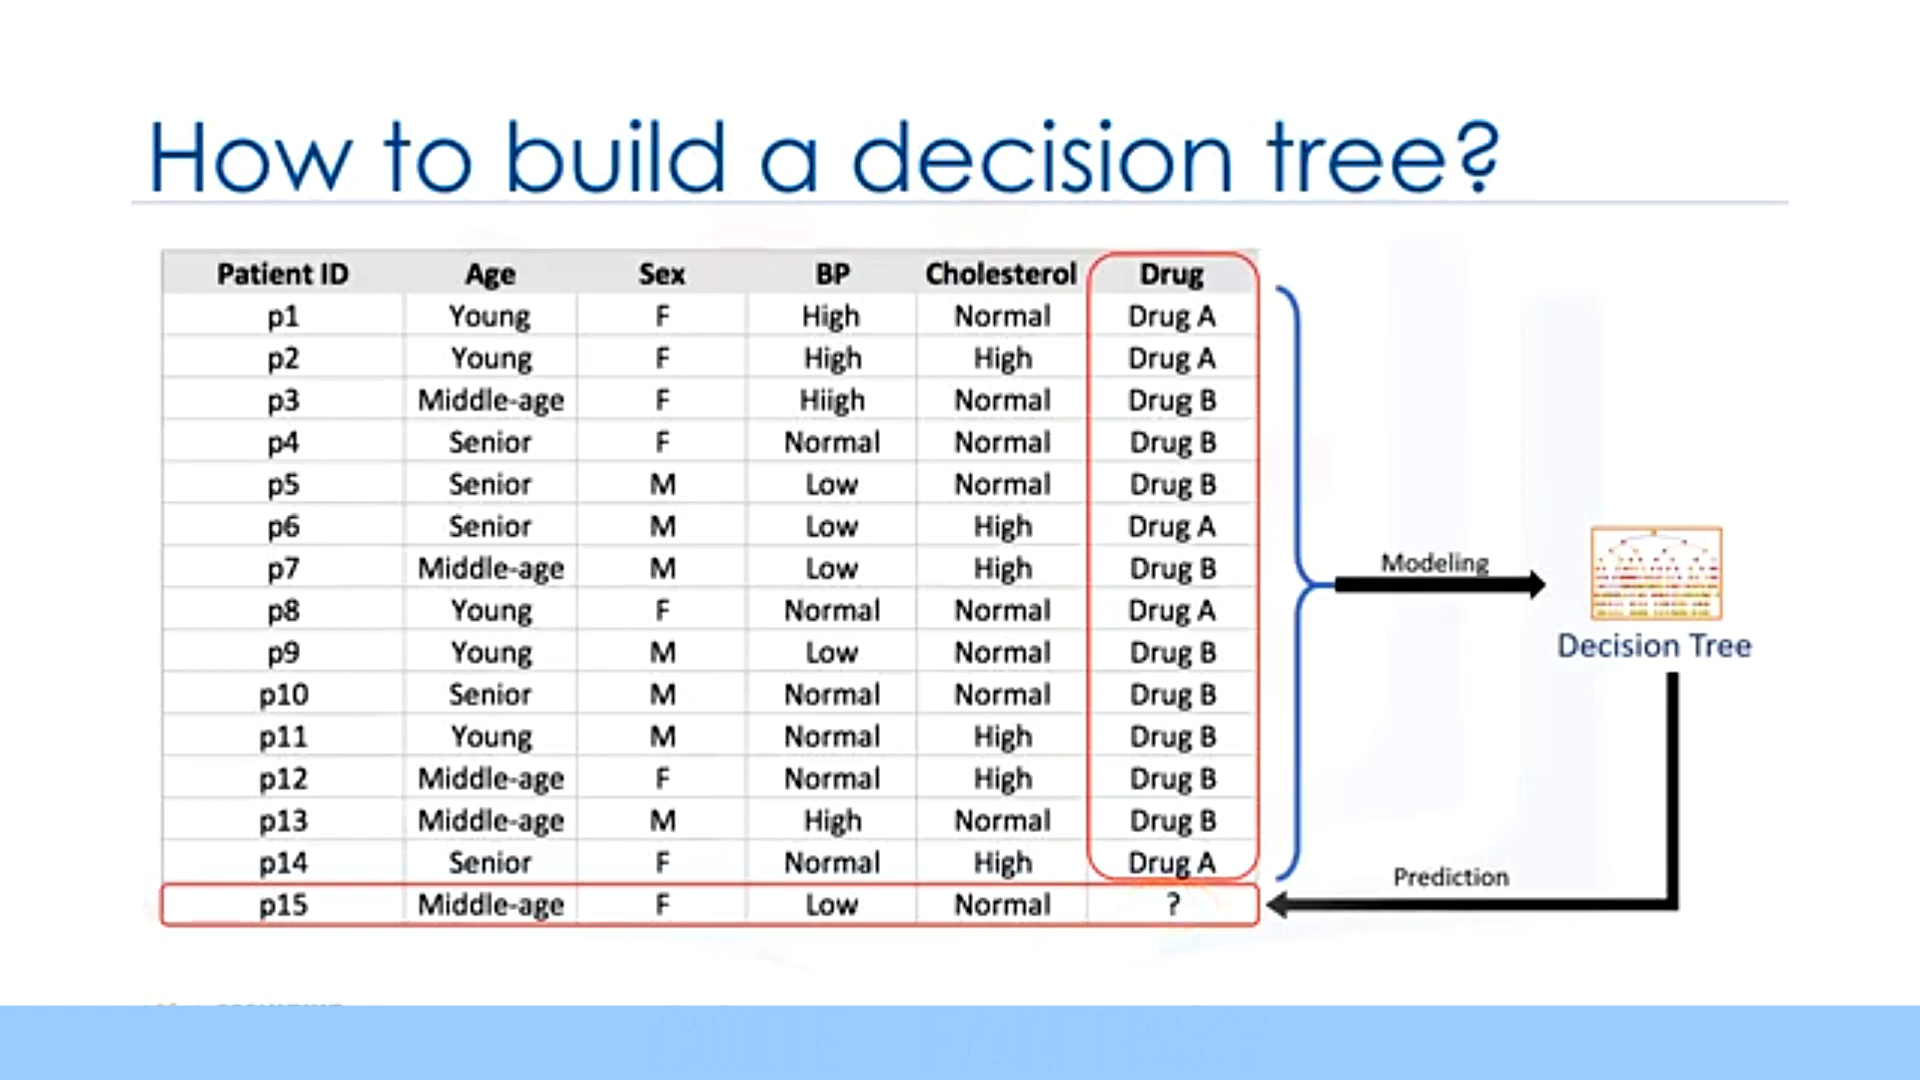 How to build a decision tree?
Patient ID Age Sex BP Cholesterol Drug
p1 Young F High Normal Drug A
p2 Young F High High Drug A
p3 Middle-age F Hiigh Normal Drug B
p4 Senior F Normal Normal Drug B
p5 Senior M Low Normal Drug B
p6 Senior M Low High Drug A
p7 Middle-age M Low High Drug B
p8 Young F Normal Normal Drug A
p9 Young M Low Normal Drug B
p10 Senior M Normal Normal Drug B
p11 Young M Normal High Drug B
p12 Middle-age F Normal High Drug B
p13 Middle-age M High Normal Drug B
p14 Senior F Normal High Drug A
p15 Middle-age F Low Normal ?
Modeling
Decision Tree
Prediction